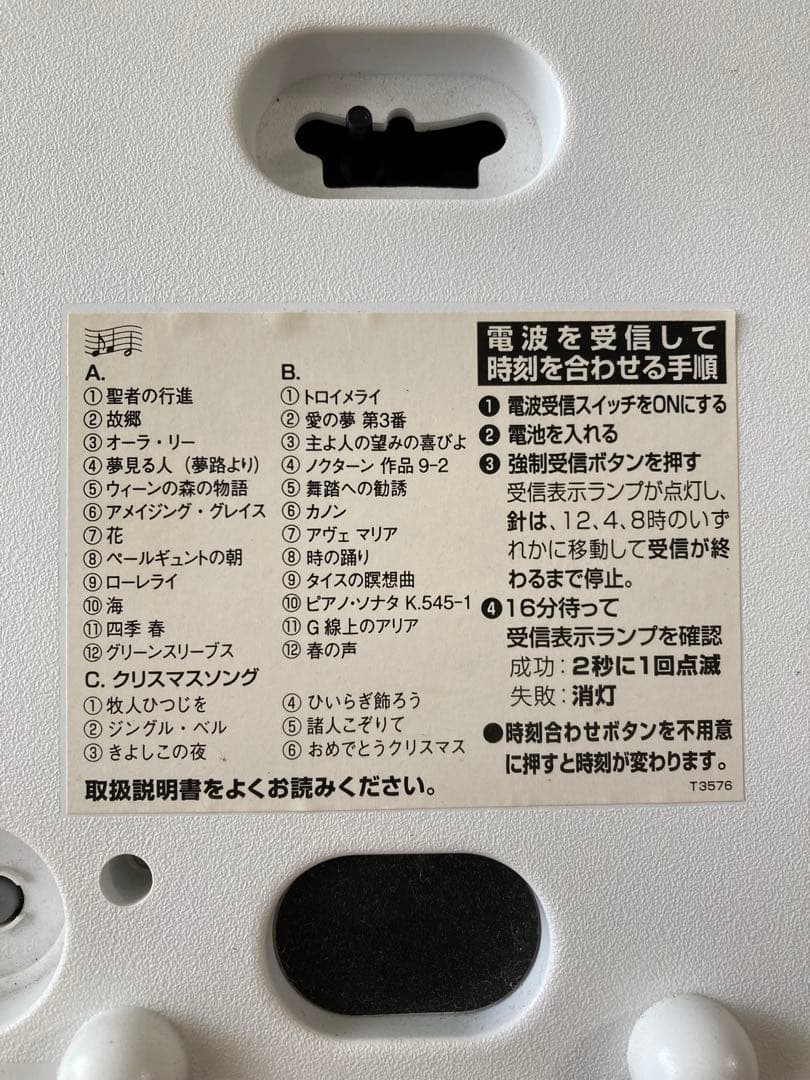 A.
①聖者の行進
②故郷
③オーラ・リー
④夢見る人（夢路より）
⑤ウィーンの森の物語
⑥アメイジング・グレイス
⑦花
⑧ペールギュントの朝
⑨ローレライ
⑩海
⑪四季 春
⑫グリーンスリーブス
B.
①トロイメライ
②愛の夢 第3番
③主よ人の望みの喜びよ
④ノクターン 作品9-2
⑤舞踏への勧誘
⑥カノン
⑦アヴェ マリア
⑧時の踊り
⑨タイスの瞑想曲
⑩ピアノ・ソナタ K.545-1
⑪G 線上のアリア
⑫春の声
C. クリスマスソング
①牧人ひつじを
②ジングル・ベル
③きよしこの夜
④ひいらぎ飾ろう
⑤諸人こぞりて
⑥おめでとうクリスマス
取扱説明書をよくお読みください。
電波を受信して
時刻を合わせる手順
❶電波受信スイッチをONにする
❷電池を入れる
❸強制受信ボタンを押す
受信表示ランプが点灯し、
針は、12、4、8時のいず
れかに移動して受信が終
わるまで停止。
❹16分待って
受信表示ランプを確認
成功：2秒に1回点滅
失敗：消灯
●時刻合わせボタンを不用意
に押すと時刻が変わります。
T3576